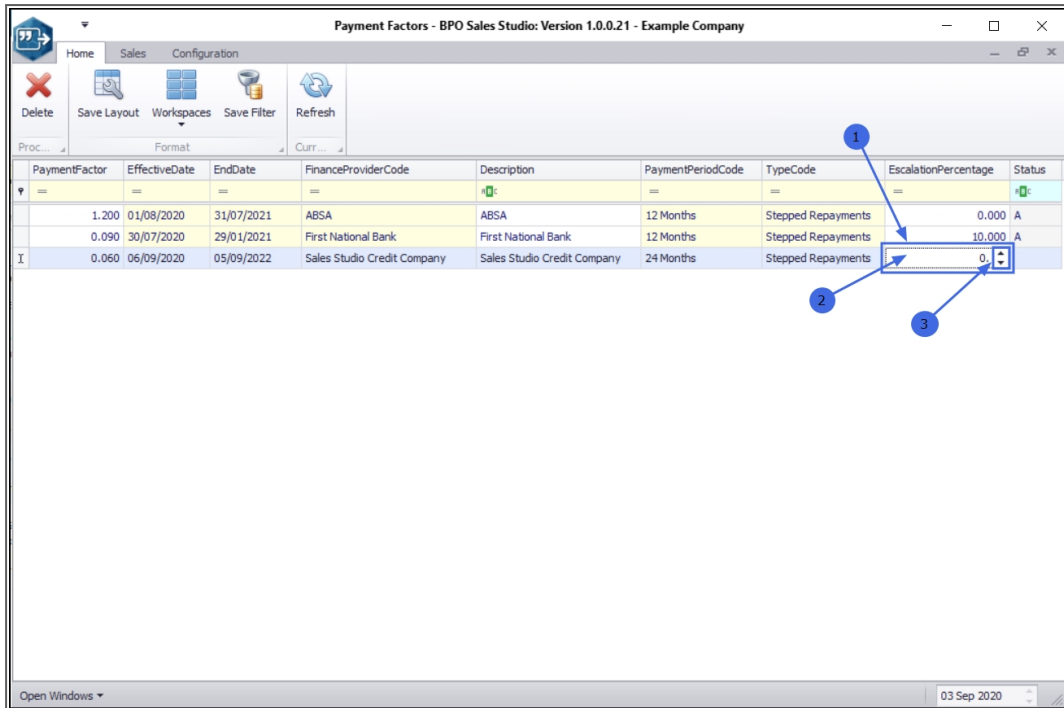 Payment Factors - BPO Sales Studio: Version 1.0.0.21 - Example Company
Home Sales Configuration
Delete Save Layout Workspaces Save Filter Refresh
Proc... Format Curr...
1
PaymentFactor EffectiveDate EndDate FinanceProviderCode Description PaymentPeriodCode TypeCode EscalationPercentage Status
= = = = ABC = = = ABC
1.200 01/08/2020 31/07/2021 ABSA ABSA 12 Months Stepped Repayments 0.000 A
0.090 30/07/2020 29/01/2021 First National Bank First National Bank 12 Months Stepped Repayments 10.000 A
0.060 06/09/2020 05/09/2022 Sales Studio Credit Company Sales Studio Credit Company 24 Months Stepped Repayments 0.
2
3
Open Windows 03 Sep 2020